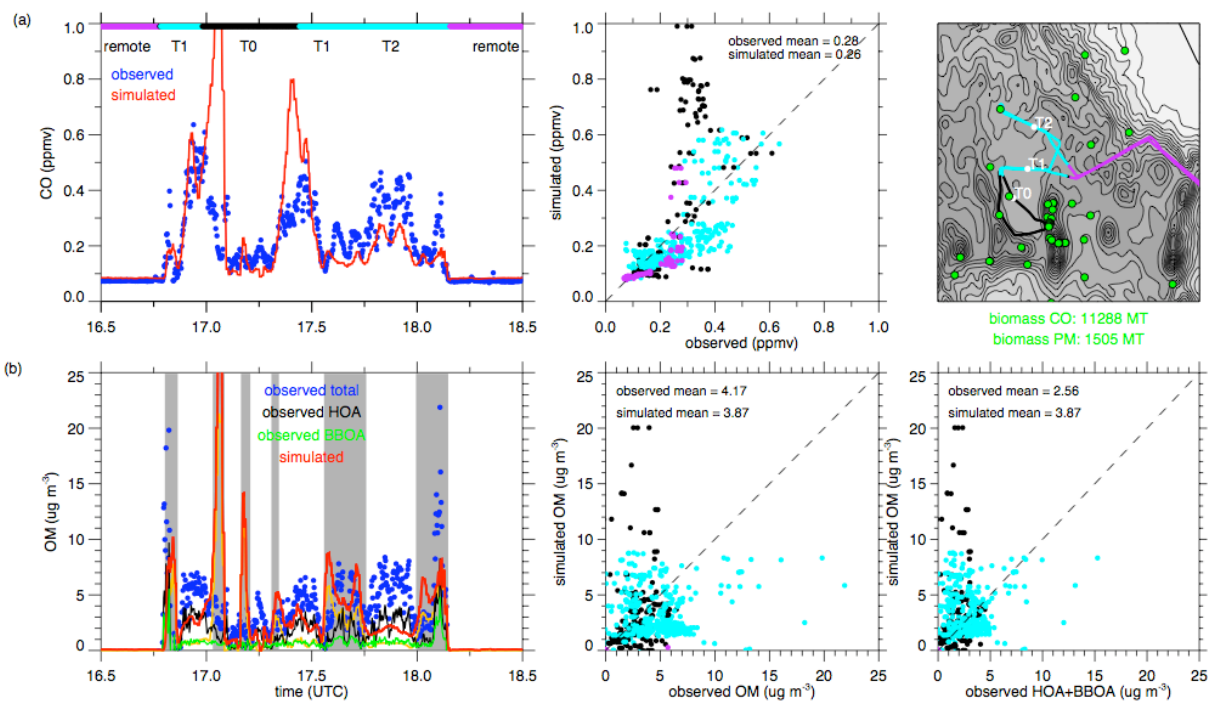 (a)
1.0
0.8
0.6
0.4
0.2
0.0
CO (ppmv)
remote T1 T0 T1 T2 remote
observed
simulated
16.5 17.0 17.5 18.0 18.5
1.0
0.8
0.6
0.4
0.2
0.0
simulated (ppmv)
observed mean = 0.28
simulated mean = 0.26
0.0 0.2 0.4 0.6 0.8 1.0
observed (ppmv)
T2
T1
T0
biomass CO: 11288 MT
biomass PM: 1505 MT
(b)
25
20
15
10
5
0
OM (ug m-3)
observed total
observed HOA
observed BBOA
simulated
16.5 17.0 17.5 18.0 18.5
time (UTC)
25
20
15
10
5
0
simulated OM (ug m-3)
observed mean = 4.17
simulated mean = 3.87
0 5 10 15 20 25
observed OM (ug m-3)
25
20
15
10
5
0
simulated OM (ug m-3)
observed mean = 2.56
simulated mean = 3.87
0 5 10 15 20 25
observed HOA+BBOA (ug m-3)